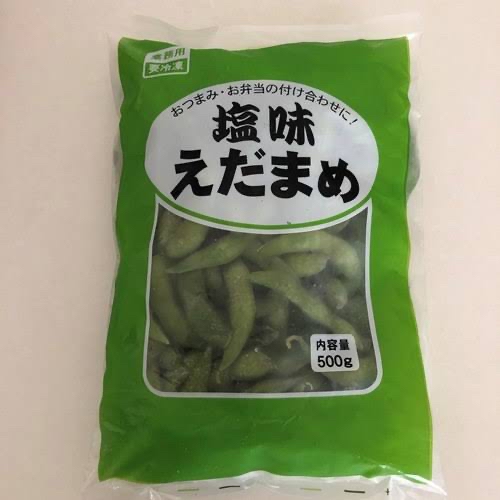 業務用
要冷凍
おつまみ・お弁当の付け合わせに!
塩味
えだまめ
内容量
500g